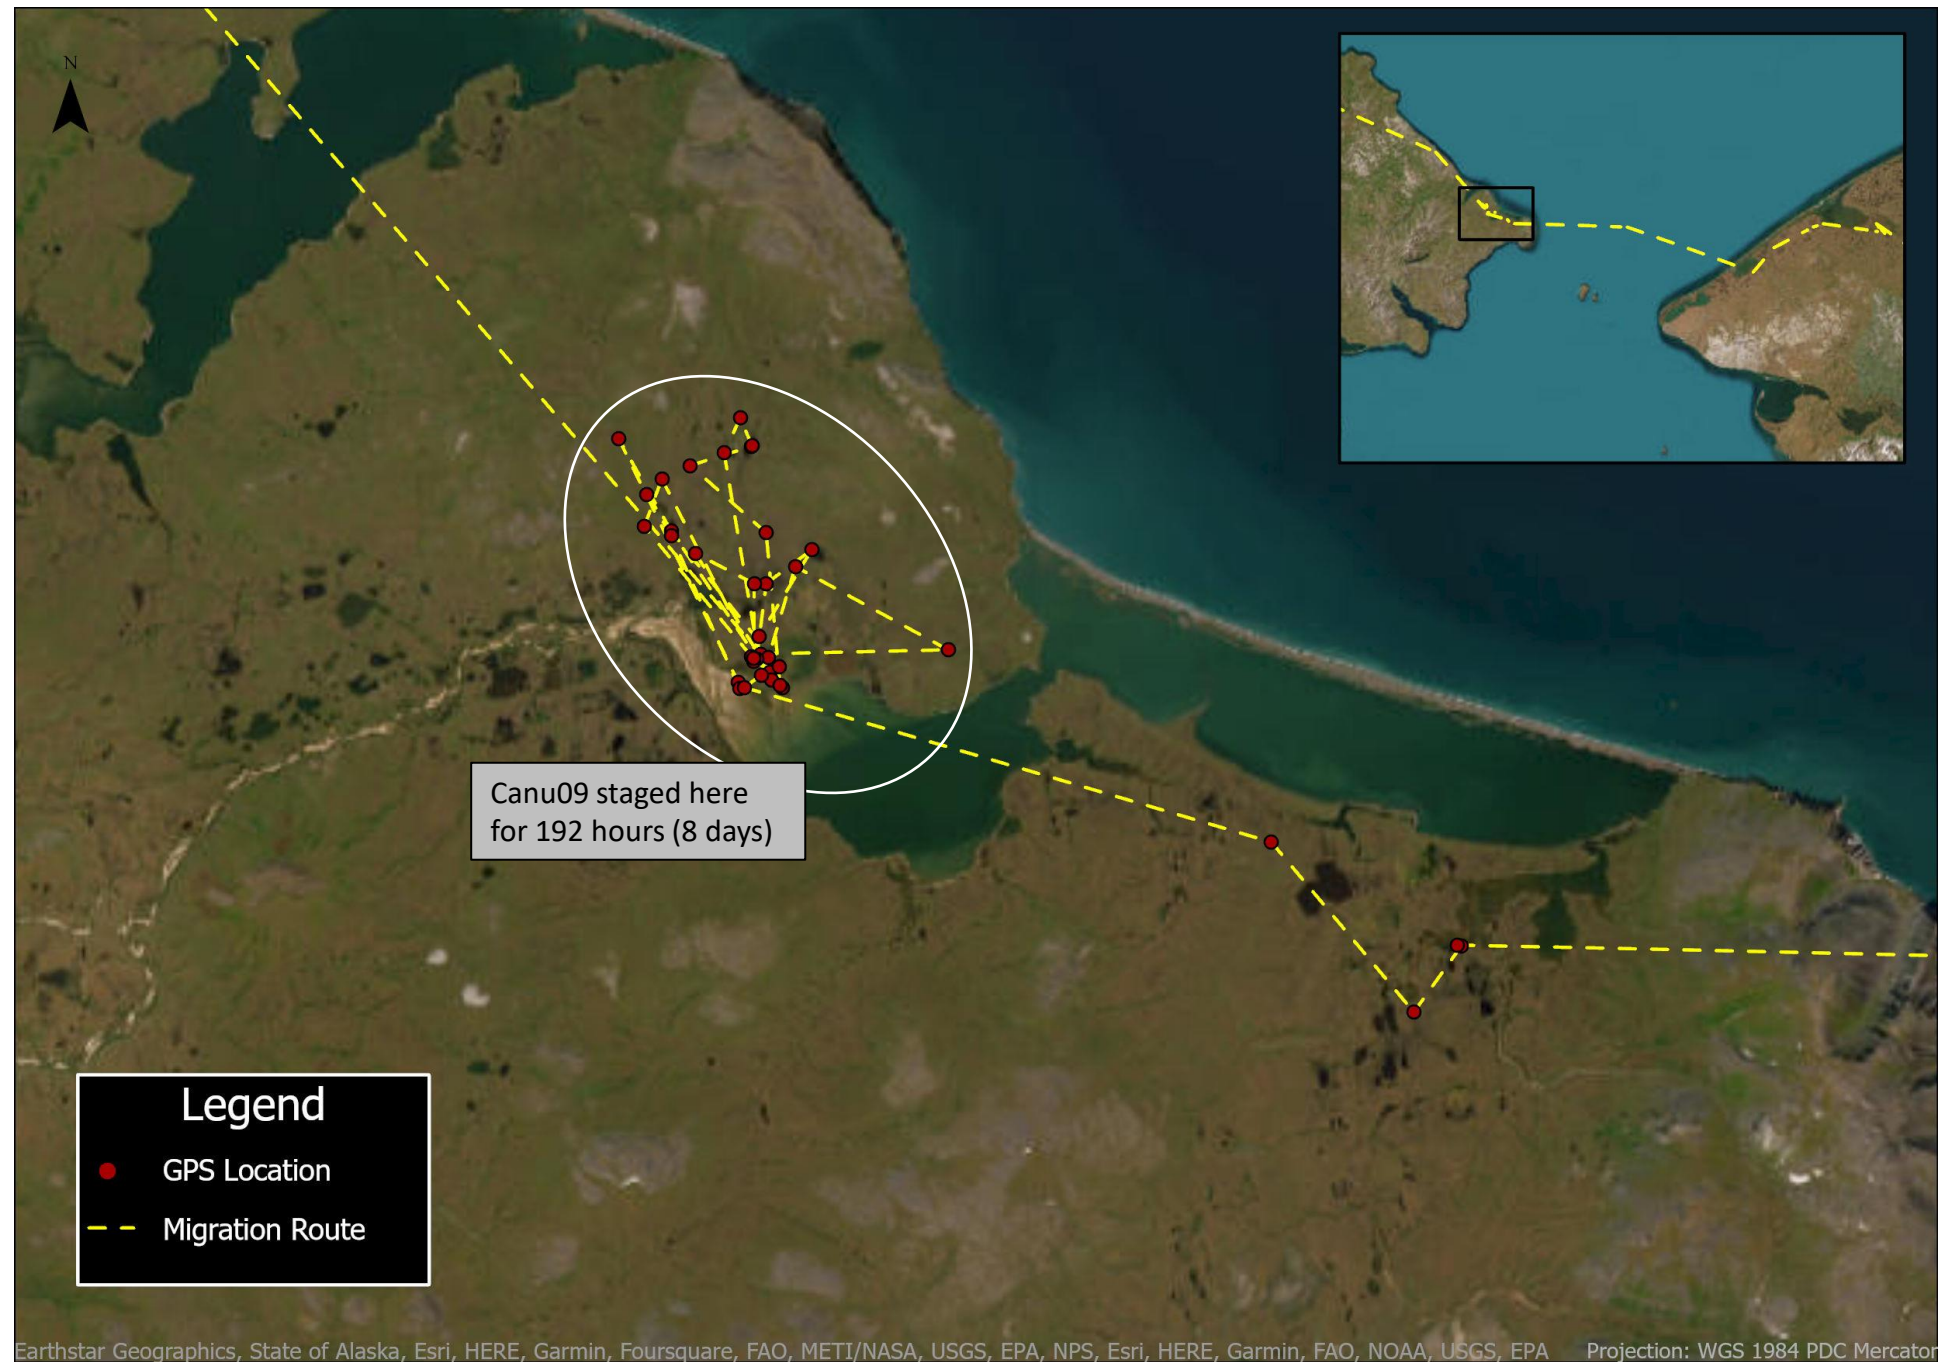 N
Canu09 staged here
for 192 hours (8 days)
Legend
GPS Location
Migration Route
Earthstar Geographics, State of Alaska, Esri, HERE, Garmin, Foursquare, FAO, METI/NASA, USGS, EPA, NPS, Esri, HERE, Garmin, FAO, NOAA, USGS, EPA
Projection: WGS 1984 PDC Mercator